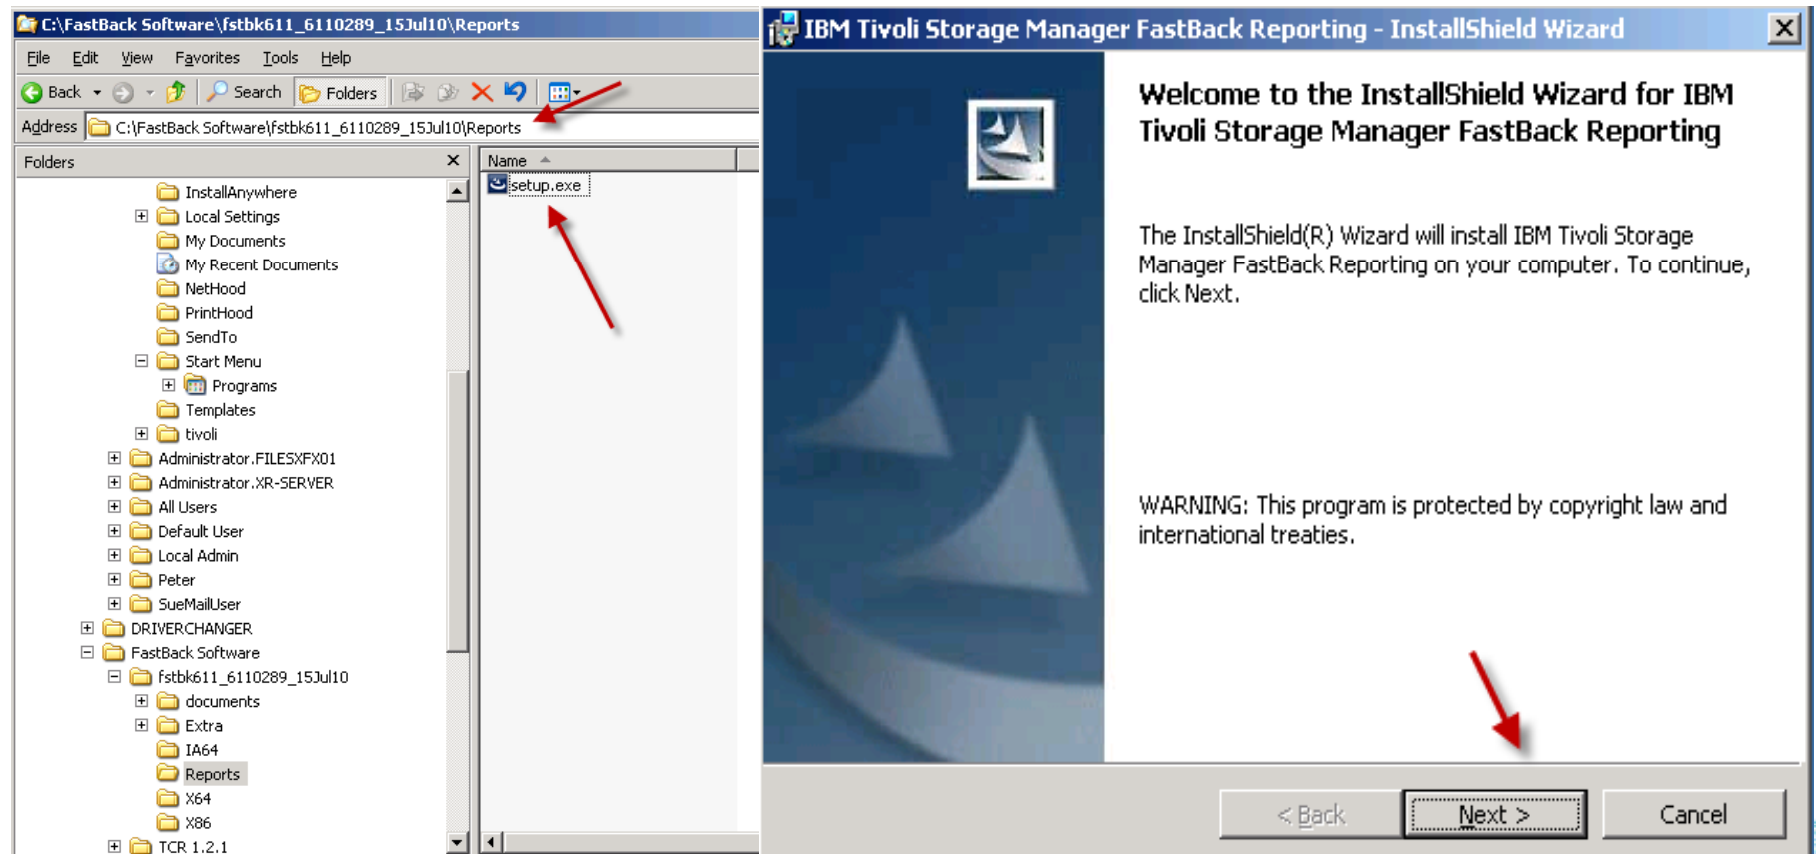 C:\FastBack Software\fstbk611_6110289_15Jul10\Reports
File Edit View Favorites Tools Help
Back Search Folders
Address C:\FastBack Software\fstbk611_6110289_15Jul10\Reports
Folders
InstallAnywhere
Local Settings
My Documents
My Recent Documents
NetHood
PrintHood
SendTo
Start Menu
Programs
Templates
tivoli
Administrator.FILESXFX01
Administrator.XR-SERVER
All Users
Default User
Local Admin
Peter
SueMailUser
DRIVERCHANGER
FastBack Software
fstbk611_6110289_15Jul10
documents
Extra
IA64
Reports
X64
X86
TCR 1.2.1
Name
setup.exe
IBM Tivoli Storage Manager FastBack Reporting - InstallShield Wizard
Welcome to the InstallShield Wizard for IBM
Tivoli Storage Manager FastBack Reporting
The InstallShield(R) Wizard will install IBM Tivoli Storage
Manager FastBack Reporting on your computer. To continue,
click Next.
WARNING: This program is protected by copyright law and
international treaties.
< Back Next > Cancel